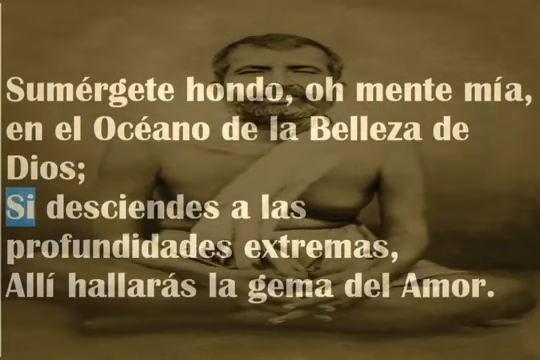 Sumérgete hondo, oh mente mía,
en el Océano de la Belleza de
Dios;
Si desciendes a las
profundidades extremas,
Allí hallarás la gema del Amor.